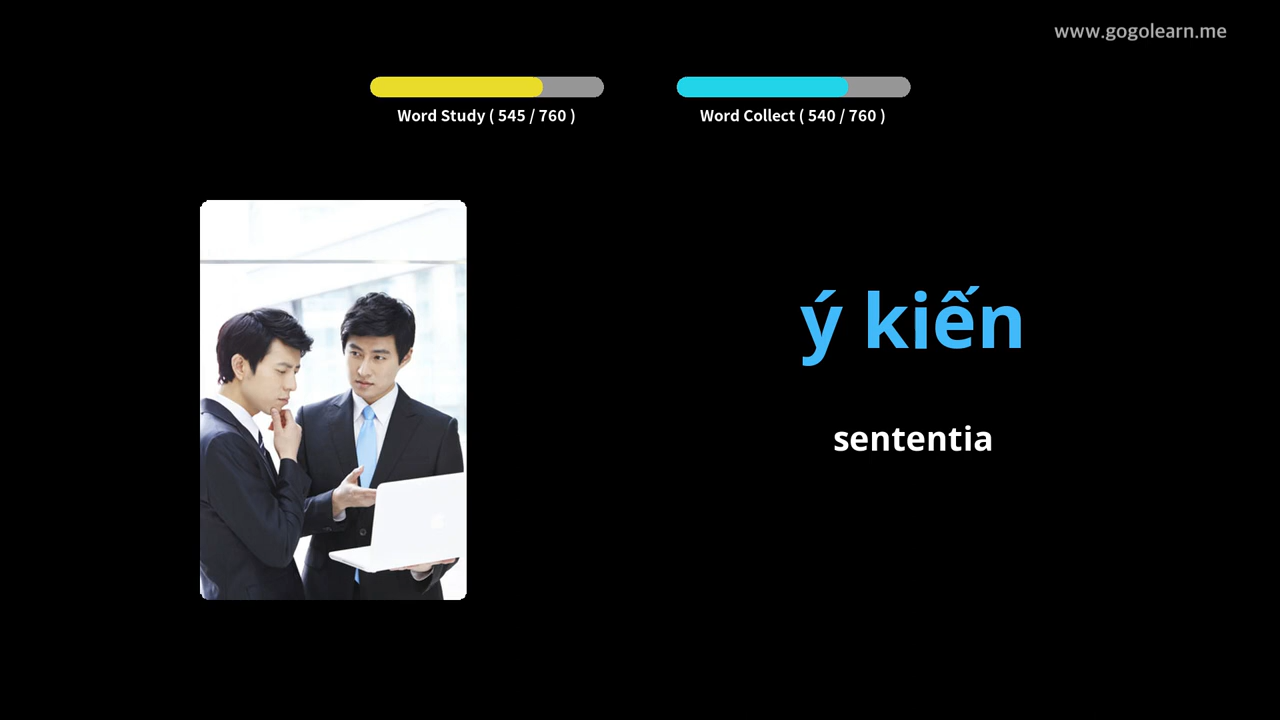 www.gogolearn.me
Word Study ( 545 / 760 )
Word Collect ( 540 / 760 )
ý kiến
sententia